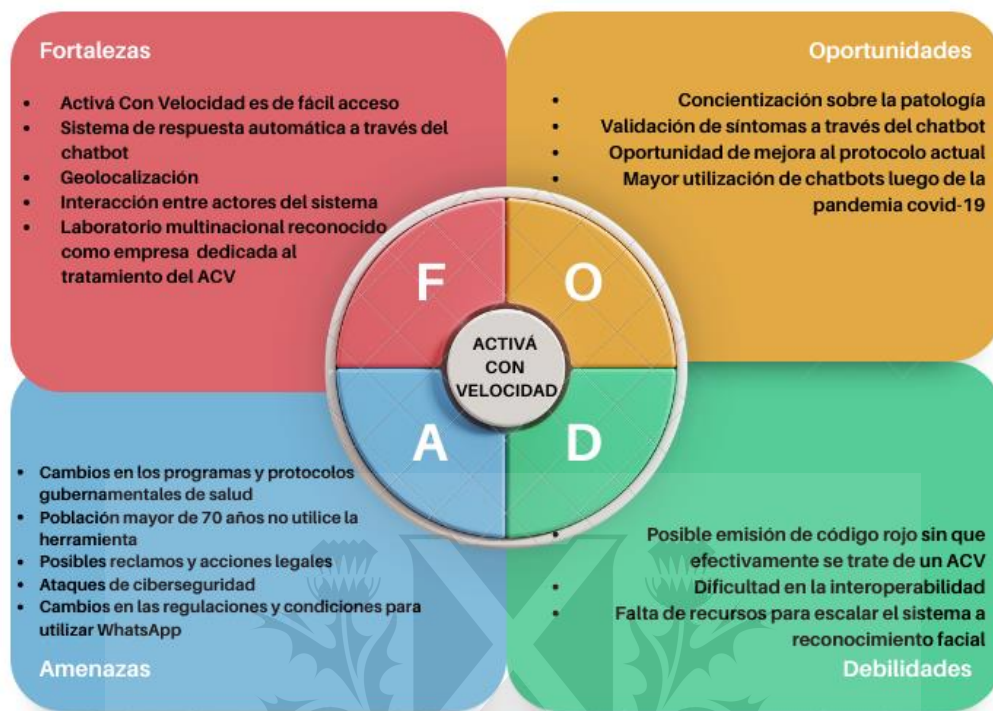 Fortalezas
• Activá Con Velocidad es de fácil acceso
• Sistema de respuesta automática a través del
chatbot
• Geolocalización
• Interacción entre actores del sistema
• Laboratorio multinacional reconocido
como empresa dedicada al
tratamiento del ACV
Oportunidades
• Concientización sobre la patología
• Validación de síntomas a través del chatbot
• Oportunidad de mejora al protocolo actual
• Mayor utilización de chatbots luego de la
pandemia covid-19
F
O
ACTIVÁ
CON
VELOCIDAD
A
D
• Cambios en los programas y protocolos
gubernamentales de salud
• Población mayor de 70 años no utilice la
herramienta
• Posibles reclamos y acciones legales
• Ataques de ciberseguridad
• Cambios en las regulaciones y condiciones para
utilizar WhatsApp
Amenazas
• Posible emisión de código rojo sin que
efectivamente se trate de un ACV
• Dificultad en la interoperabilidad
• Falta de recursos para escalar el sistema a
reconocimiento facial
Debilidades